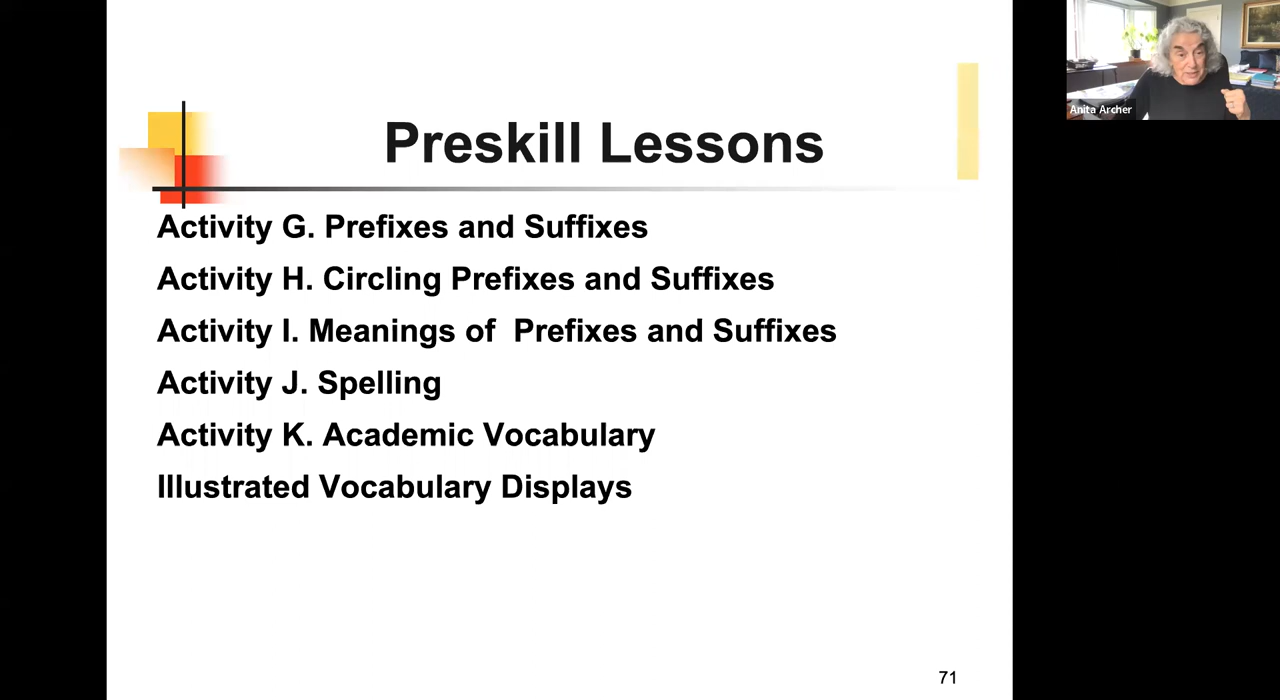 Preskill Lessons
Anita Archer
Activity G. Prefixes and Suffixes
Activity H. Circling Prefixes and Suffixes
Activity I. Meanings of  Prefixes and Suffixes
Activity J. Spelling
Activity K. Academic Vocabulary
Illustrated Vocabulary Displays
71